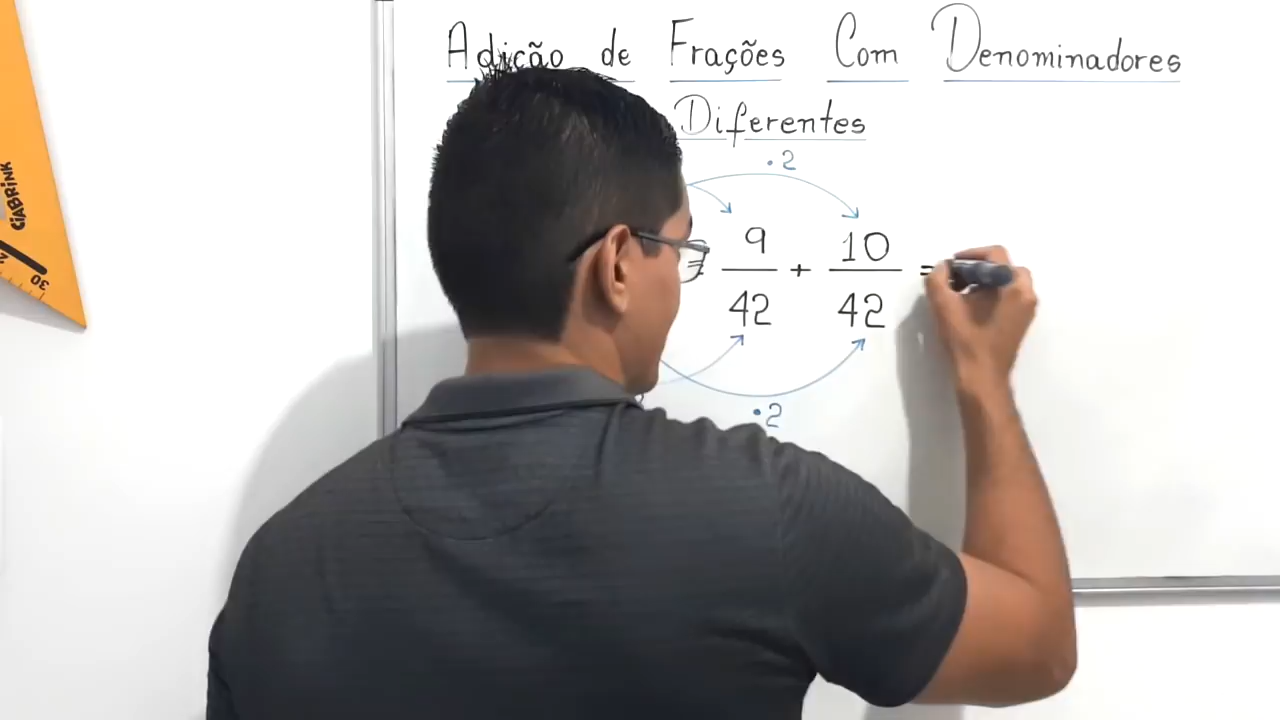 Adição de Frações Com Denominadores
Diferentes
• 2
9 + 10 =
42 42
• 2
CiABRINK
30